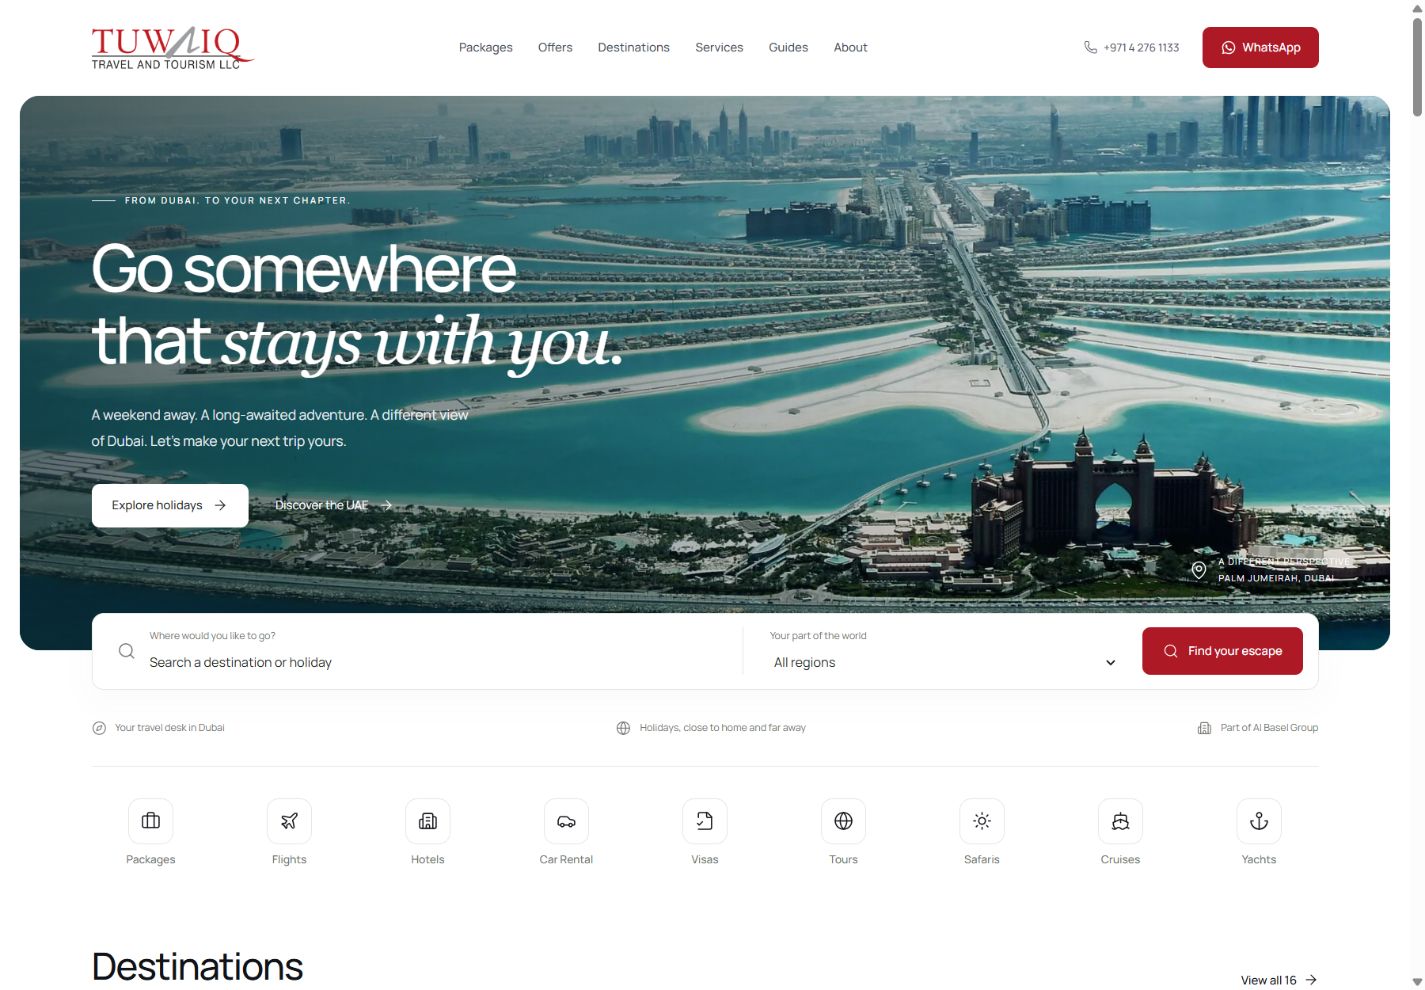 TUWAIQ
TRAVEL AND TOURISM LLC
Packages
Offers
Destinations
Services
Guides
About
+971 4 276 1133
WhatsApp
FROM DUBAI. TO YOUR NEXT CHAPTER.
Go somewhere
that stays with you.
A weekend away. A long-awaited adventure. A different view
of Dubai. Let's make your next trip yours.
Explore holidays
Discover the UAE
A DIFFERENT PERSPECTIVE
PALM JUMEIRAH, DUBAI
Where would you like to go?
Search a destination or holiday
Your part of the world
All regions
Find your escape
Your travel desk in Dubai
Holidays, close to home and far away
Part of Al Basel Group
Packages
Flights
Hotels
Car Rental
Visas
Tours
Safaris
Cruises
Yachts
Destinations
View all 16